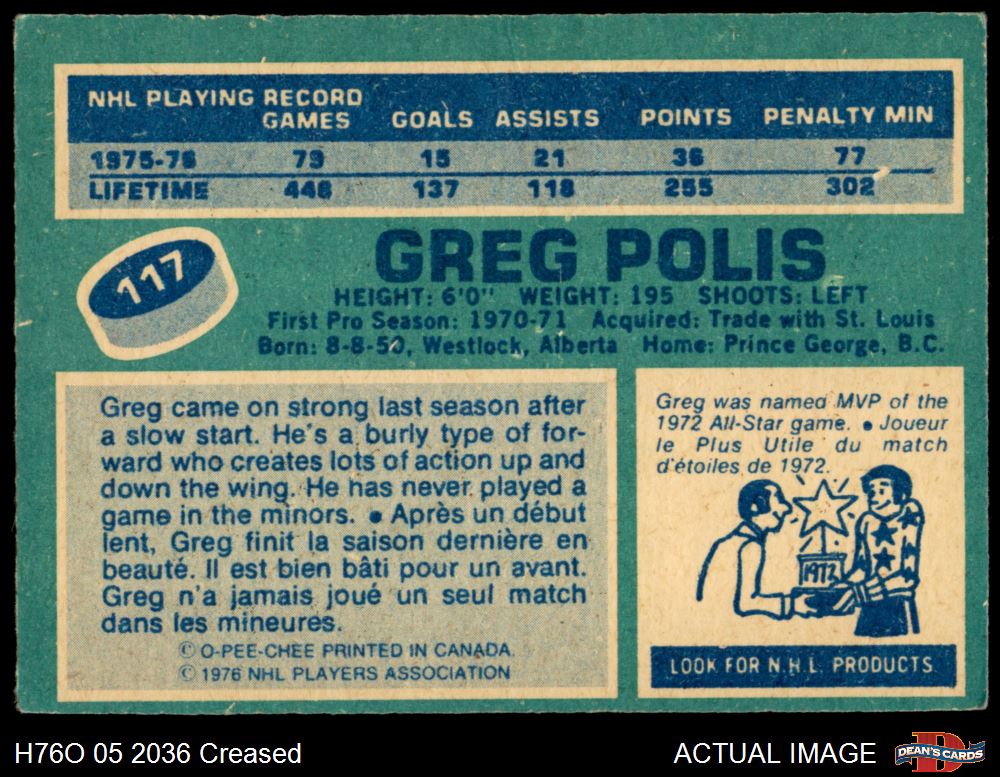 NHL PLAYING RECORD
GAMES GOALS ASSISTS POINTS PENALTY MIN
1975-76 79 15 21 36 77
LIFETIME 446 137 118 255 302
117
GREG POLIS
HEIGHT: 6'0" WEIGHT: 195 SHOOTS: LEFT
First Pro Season: 1970-71 Acquired: Trade with St. Louis
Born: 8-8-50, Westlock, Alberta Home: Prince George, B.C.
Greg came on strong last season after
a slow start. He's a burly type of for-
ward who creates lots of action up and
down the wing. He has never played a
game in the minors. • Après un début
lent, Greg finit la saison dernière en
beauté. Il est bien bâti pour un avant.
Greg n'a jamais joué un seul match
dans les mineures.
© O-PEE-CHEE PRINTED IN CANADA.
© 1976 NHL PLAYERS ASSOCIATION
Greg was named MVP of the
1972 All-Star game. • Joueur
le Plus Utile du match
d'étoiles de 1972.
1972
LOOK FOR N.H.L. PRODUCTS
H76O 05 2036 Creased
ACTUAL IMAGE
DEAN'S CARDS